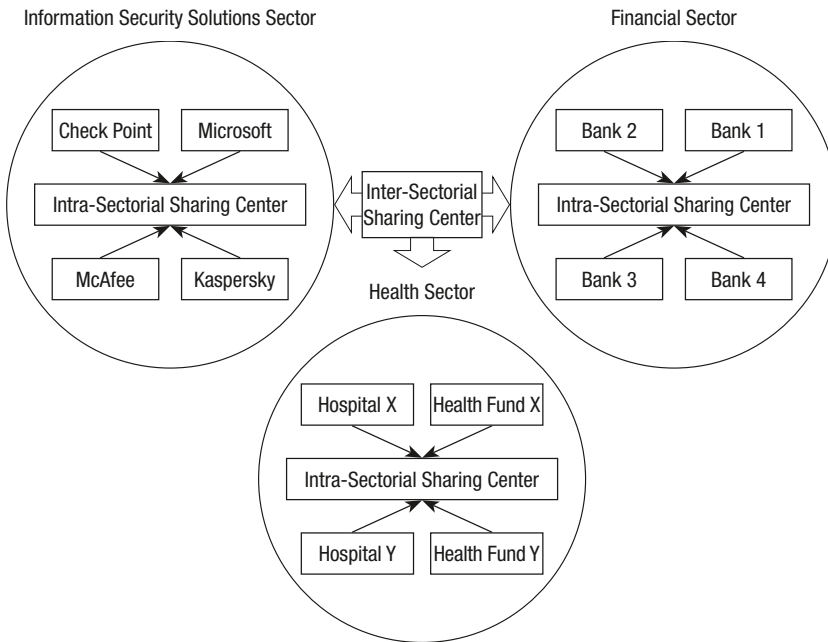 Information Security Solutions Sector
Check Point
Microsoft
Intra-Sectorial Sharing Center
McAfee
Kaspersky
Inter-Sectorial
Sharing Center
Financial Sector
Bank 2
Bank 1
Intra-Sectorial Sharing Center
Bank 3
Bank 4
Health Sector
Hospital X
Health Fund X
Intra-Sectorial Sharing Center
Hospital Y
Health Fund Y